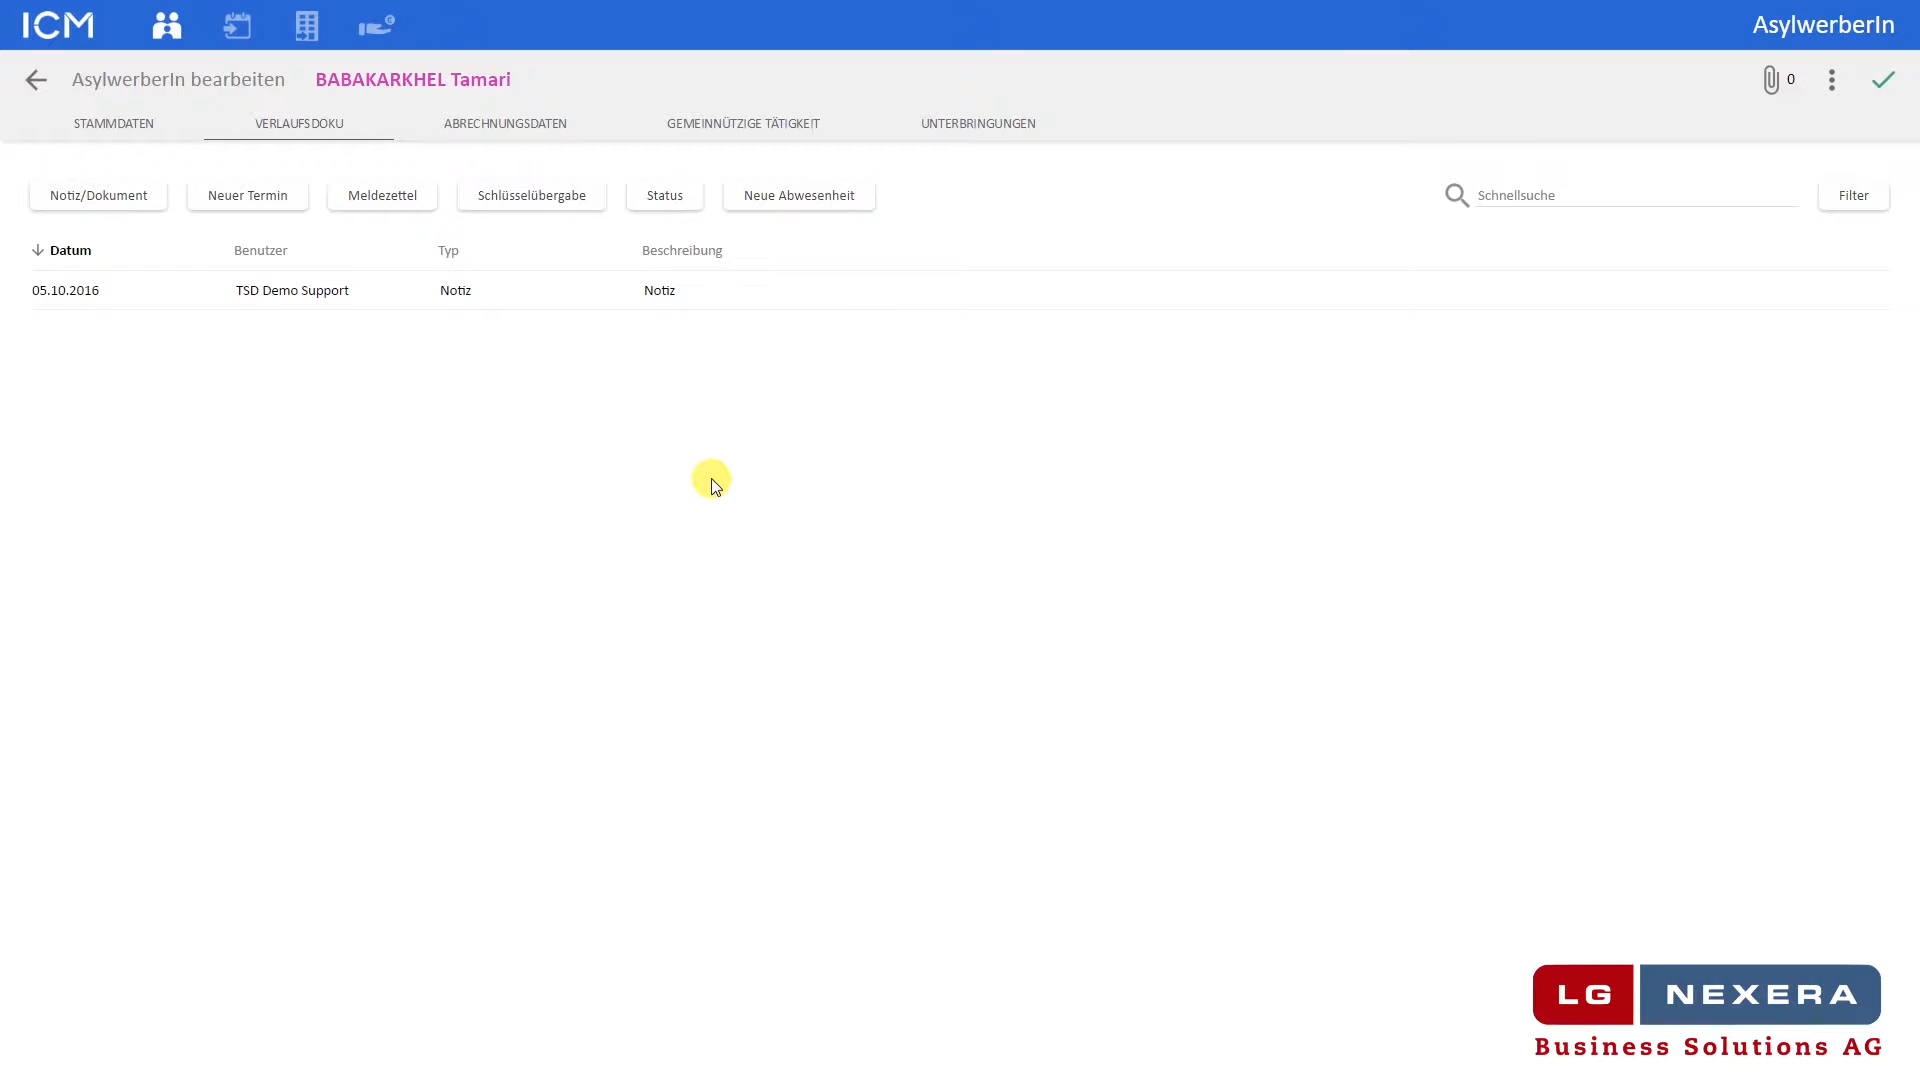 ICM
AsylwerberIn
AsylwerberIn bearbeiten BABAKARKHEL Tamari
0
STAMMDATEN VERLAUFSDOKU ABRECHNUNGSDATEN GEMEINNÜTZIGE TÄTIGKEIT UNTERBRINGUNGEN
Notiz/Dokument Neuer Termin Meldezettel Schlüsselübergabe Status Neue Abwesenheit Schnellsuche Filter
Datum Benutzer Typ Beschreibung
05.10.2016 TSD Demo Support Notiz Notiz
LG NEXERA
Business Solutions AG